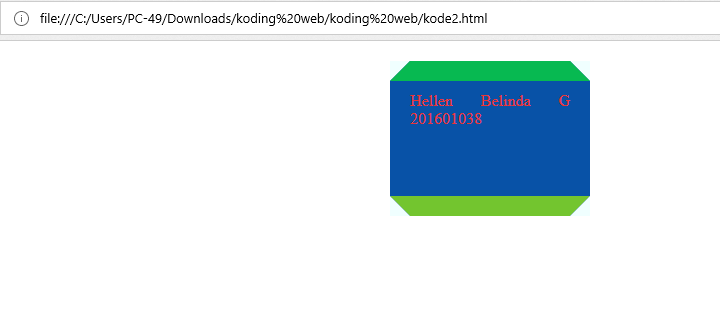 file:///C:/Users/PC-49/Downloads/koding%20web/koding%20web/kode2.html
Hellen Belinda G
201601038